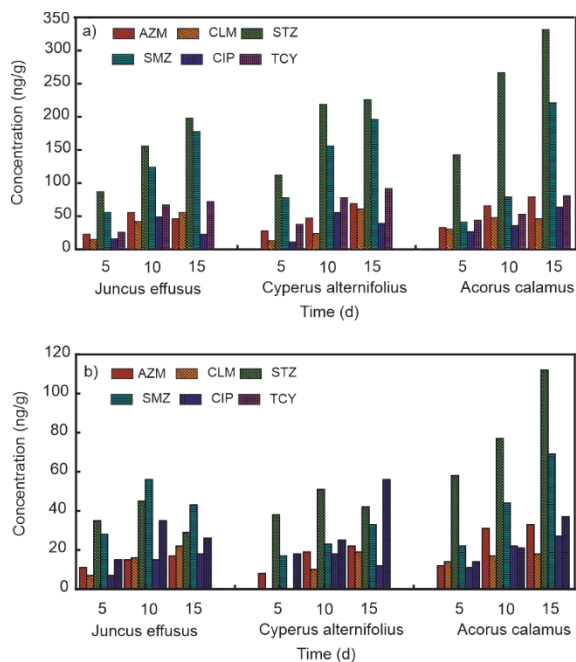 a)
AZM CLM STZ
SMZ CIP TCY
Concentration (ng/g)
350
300
250
200
150
100
50
0
5 10 15 5 10 15 5 10 15
Juncus effusus Cyperus alternifolius Acorus calamus
Time (d)
b)
AZM CLM STZ
SMZ CIP TCY
Concentration (ng/g)
120
100
80
60
40
20
0
5 10 15 5 10 15 5 10 15
Juncus effusus Cyperus alternifolius Acorus calamus
Time (d)